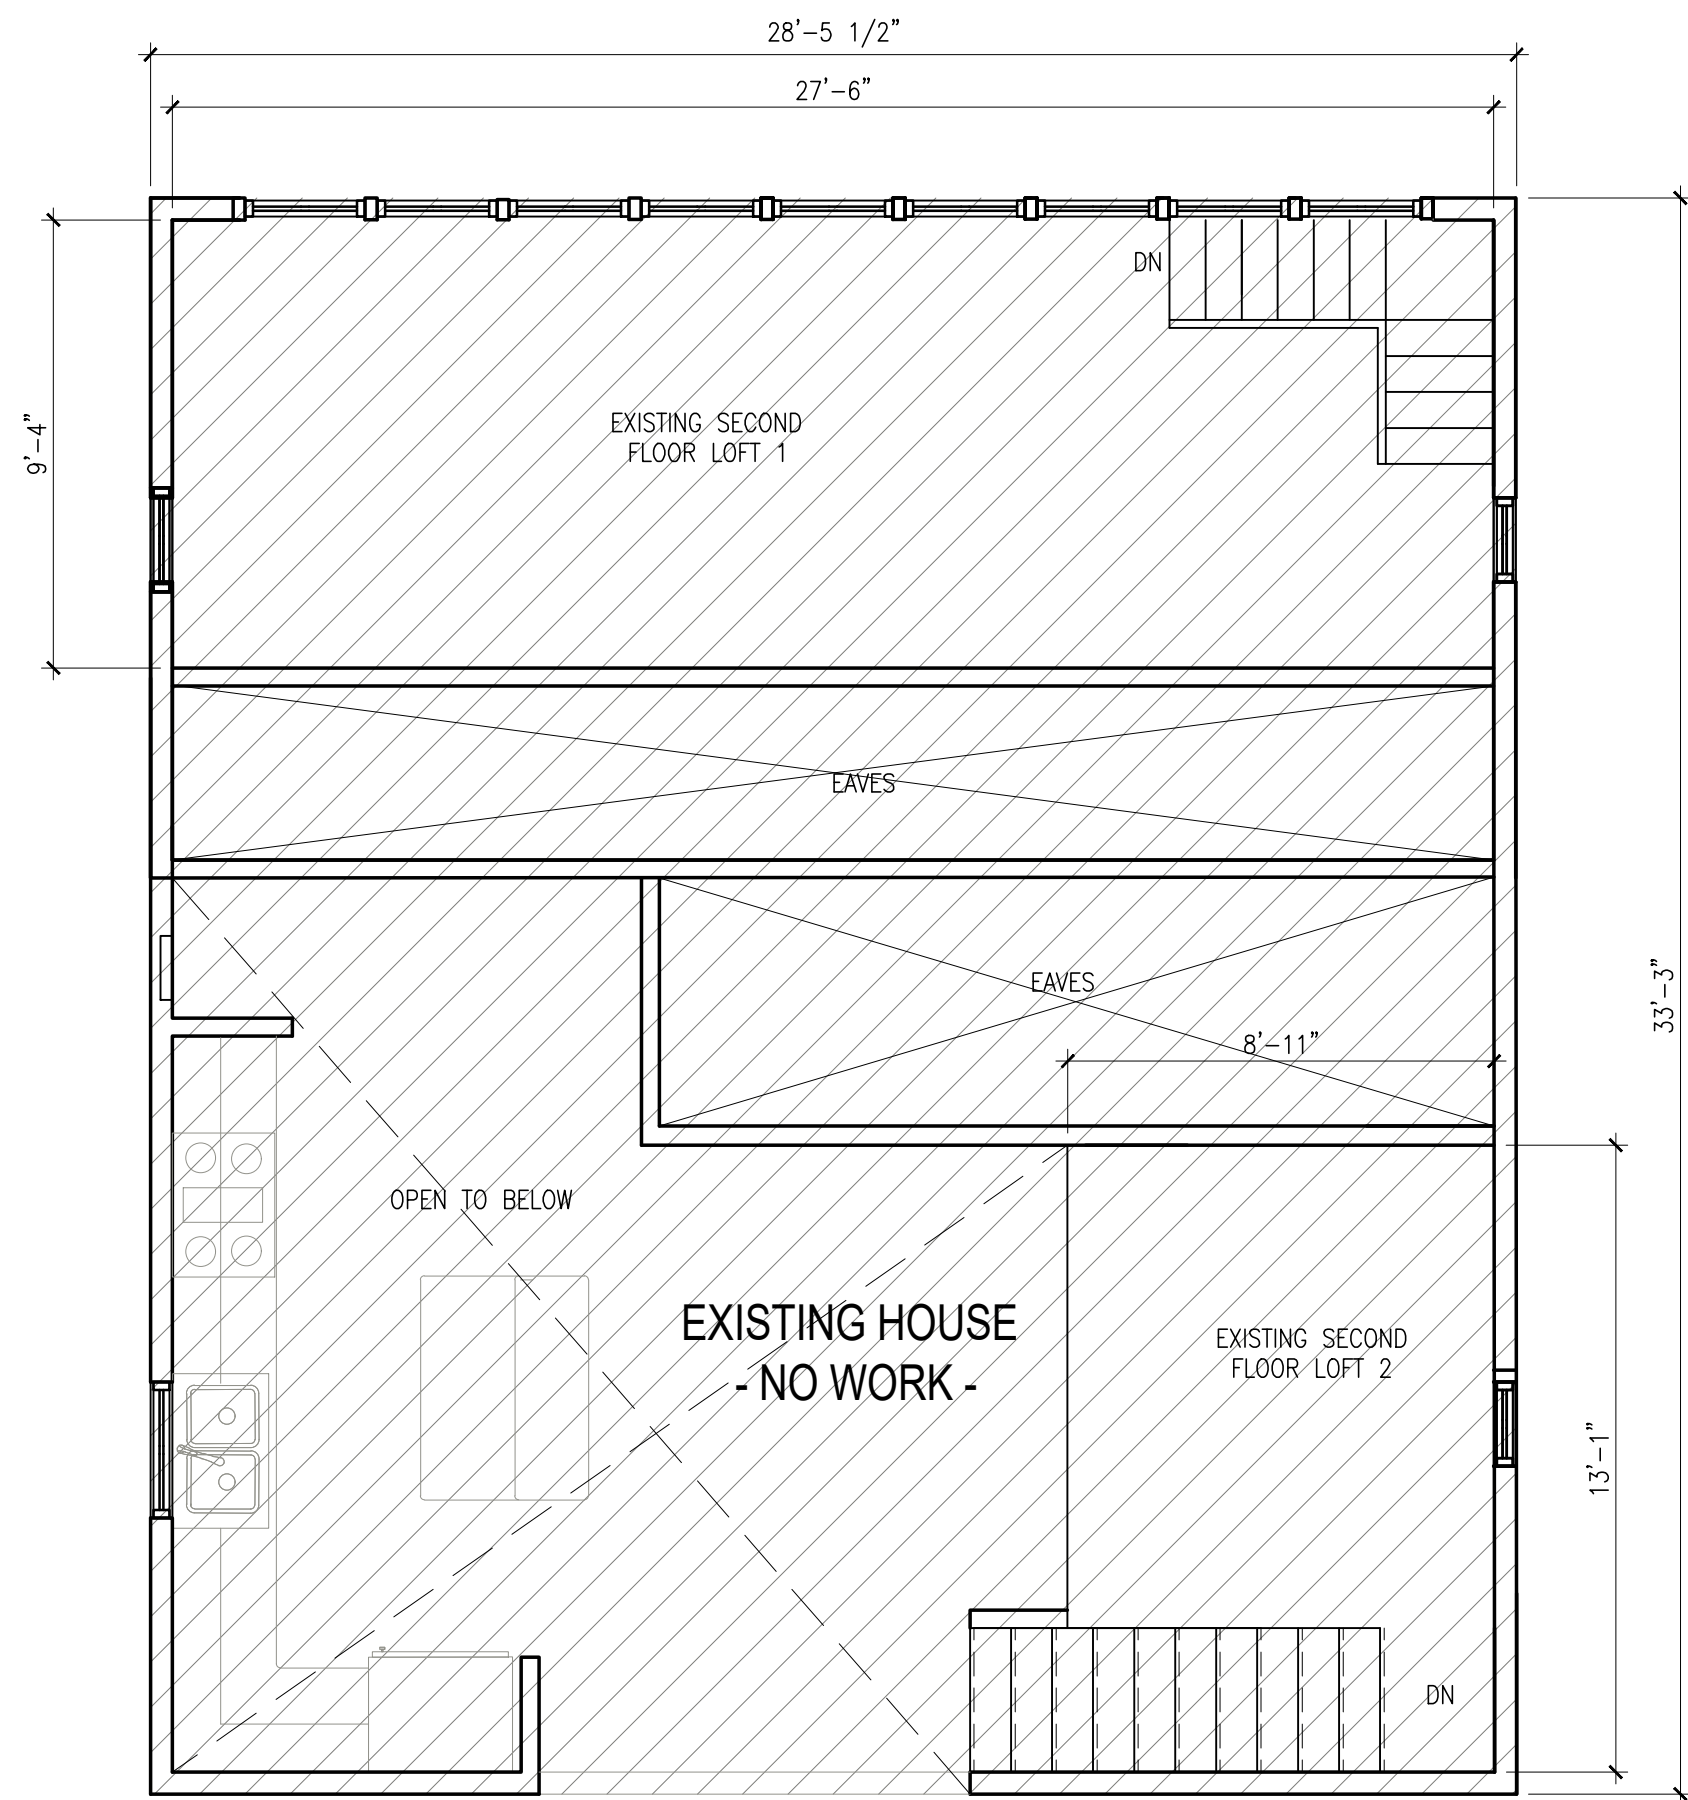 28'-5 1/2"
27'-6"
DN
9'-4"
EXISTING SECOND
FLOOR LOFT 1
EAVES
EAVES
33'-3"
8'-11"
OPEN TO BELOW
EXISTING HOUSE
- NO WORK -
EXISTING SECOND
FLOOR LOFT 2
13'-1"
DN